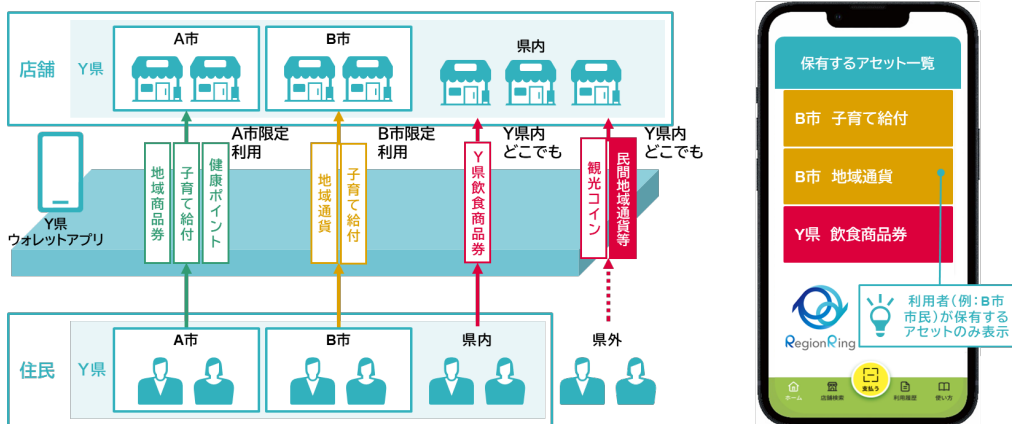 店舗
Y県
A市
B市
県内
A市限定
利用
B市限定
利用
Y県内
どこでも
Y県内
どこでも
Y県
ウォレットアプリ
地域商品券
子育て給付
健康ポイント
地域通貨
子育て給付
Y県飲食商品券
観光コイン
民間地域通貨等
住民
Y県
A市
B市
県内
県外
保有するアセット一覧
B市 子育て給付
B市 地域通貨
Y県 飲食商品券
RegionRing
利用者(例:B市
市民)が保有する
アセットのみ表示
ホーム
店舗検索
支払う
利用履歴
使い方